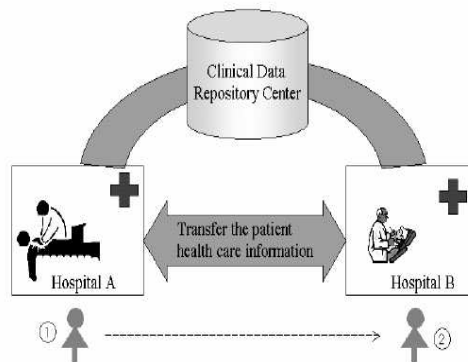 Clinical Data
Repository Center
Transfer the patient
health care information
Hospital A
Hospital B
①
②